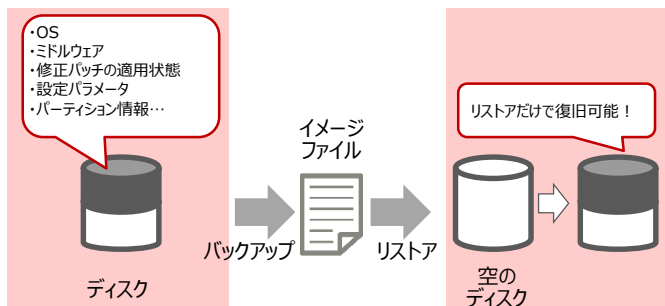 ・OS
・ミドルウェア
・修正パッチの適用状態
・設定パラメータ
・パーティション情報…
リストアだけで復旧可能！
イメージ
ファイル
バックアップ
リストア
ディスク
空の
ディスク